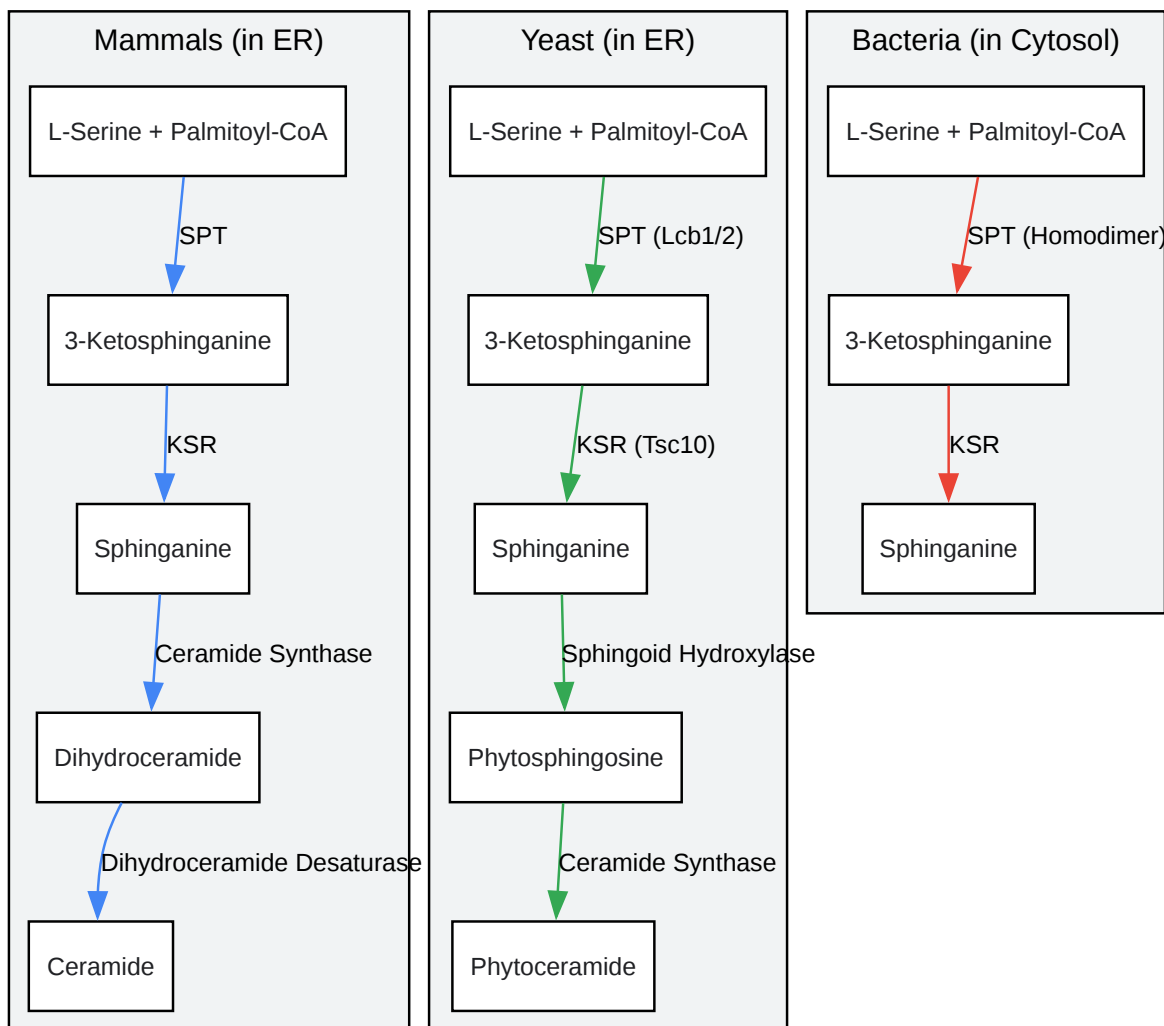 Mammals (in ER)
L-Serine + Palmitoyl-CoA
SPT
3-Ketosphinganine
KSR
Sphinganine
Ceramide Synthase
Dihydroceramide
Dihydroceramide Desaturase
Ceramide
Yeast (in ER)
L-Serine + Palmitoyl-CoA
SPT (Lcb1/2)
3-Ketosphinganine
KSR (Tsc10)
Sphinganine
Sphingoid Hydroxylase
Phytosphingosine
Ceramide Synthase
Phytoceramide
Bacteria (in Cytosol)
L-Serine + Palmitoyl-CoA
SPT (Homodimer)
3-Ketosphinganine
KSR
Sphinganine